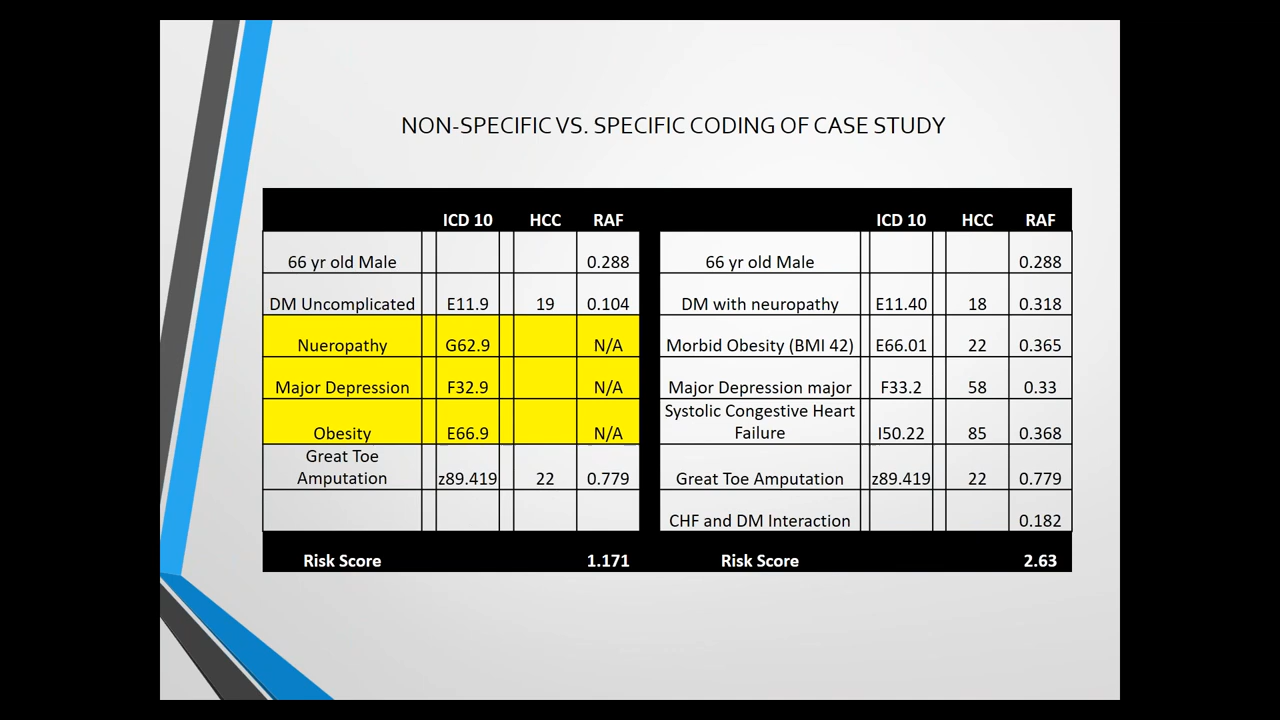 NON-SPECIFIC VS. SPECIFIC CODING OF CASE STUDY
ICD 10 HCC RAF ICD 10 HCC RAF
66 yr old Male 0.288 66 yr old Male 0.288
DM Uncomplicated E11.9 19 0.104 DM with neuropathy E11.40 18 0.318
Nueropathy G62.9 N/A Morbid Obesity (BMI 42) E66.01 22 0.365
Major Depression F32.9 N/A Major Depression major F33.2 58 0.33
Obesity E66.9 N/A Systolic Congestive Heart
Failure I50.22 85 0.368
Great Toe
Amputation z89.419 22 0.779 Great Toe Amputation z89.419 22 0.779
CHF and DM Interaction 0.182
Risk Score 1.171 Risk Score 2.63